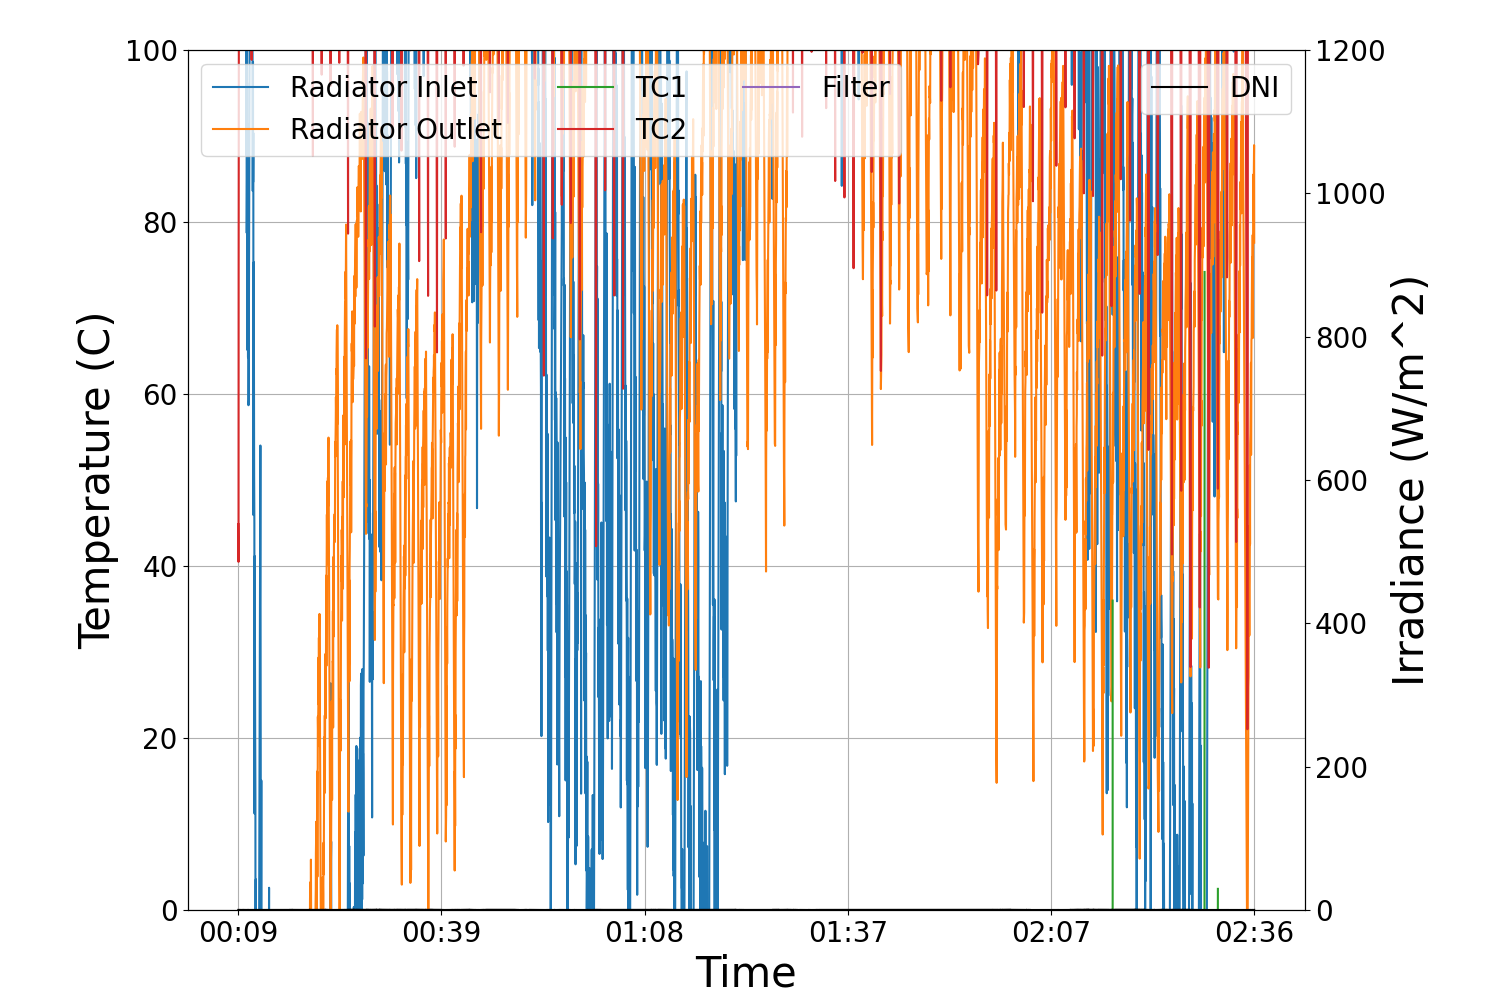 100
80
60
40
20
0
Temperature (C)
Radiator Inlet
Radiator Outlet
TC1
TC2
Filter
DNI
1200
1000
800
600
400
200
0
Irradiance (W/m^2)
00:09 00:39 01:08 01:37 02:07 02:36
Time